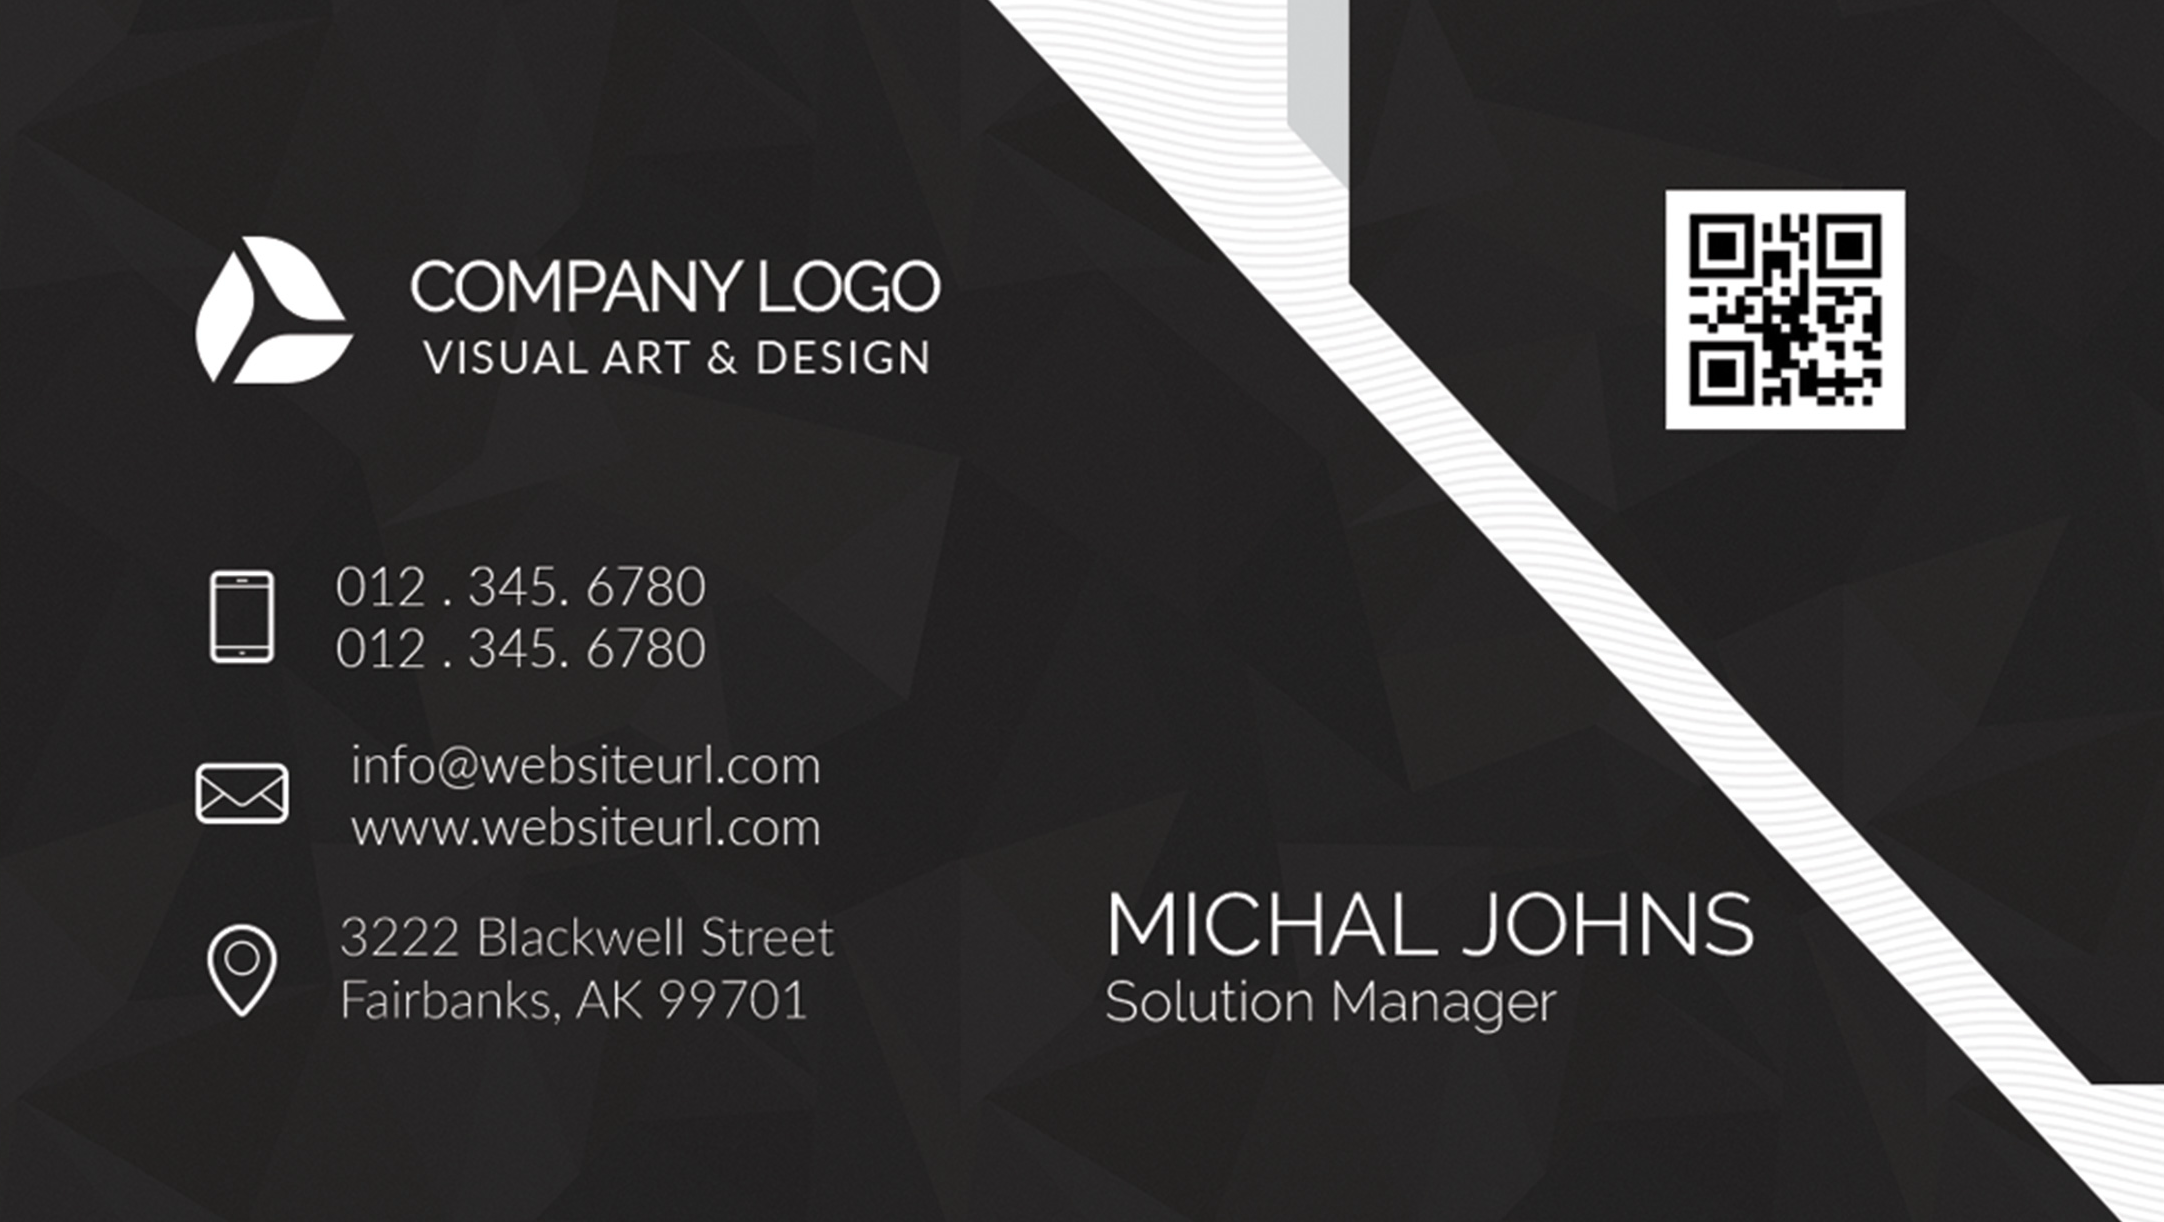 COMPANY LOGO
VISUAL ART & DESIGN
012 . 345. 6780
012 . 345. 6780
info@websiteurl.com
www.websiteurl.com
3222 Blackwell Street
Fairbanks, AK 99701
MICHAL JOHNS
Solution Manager